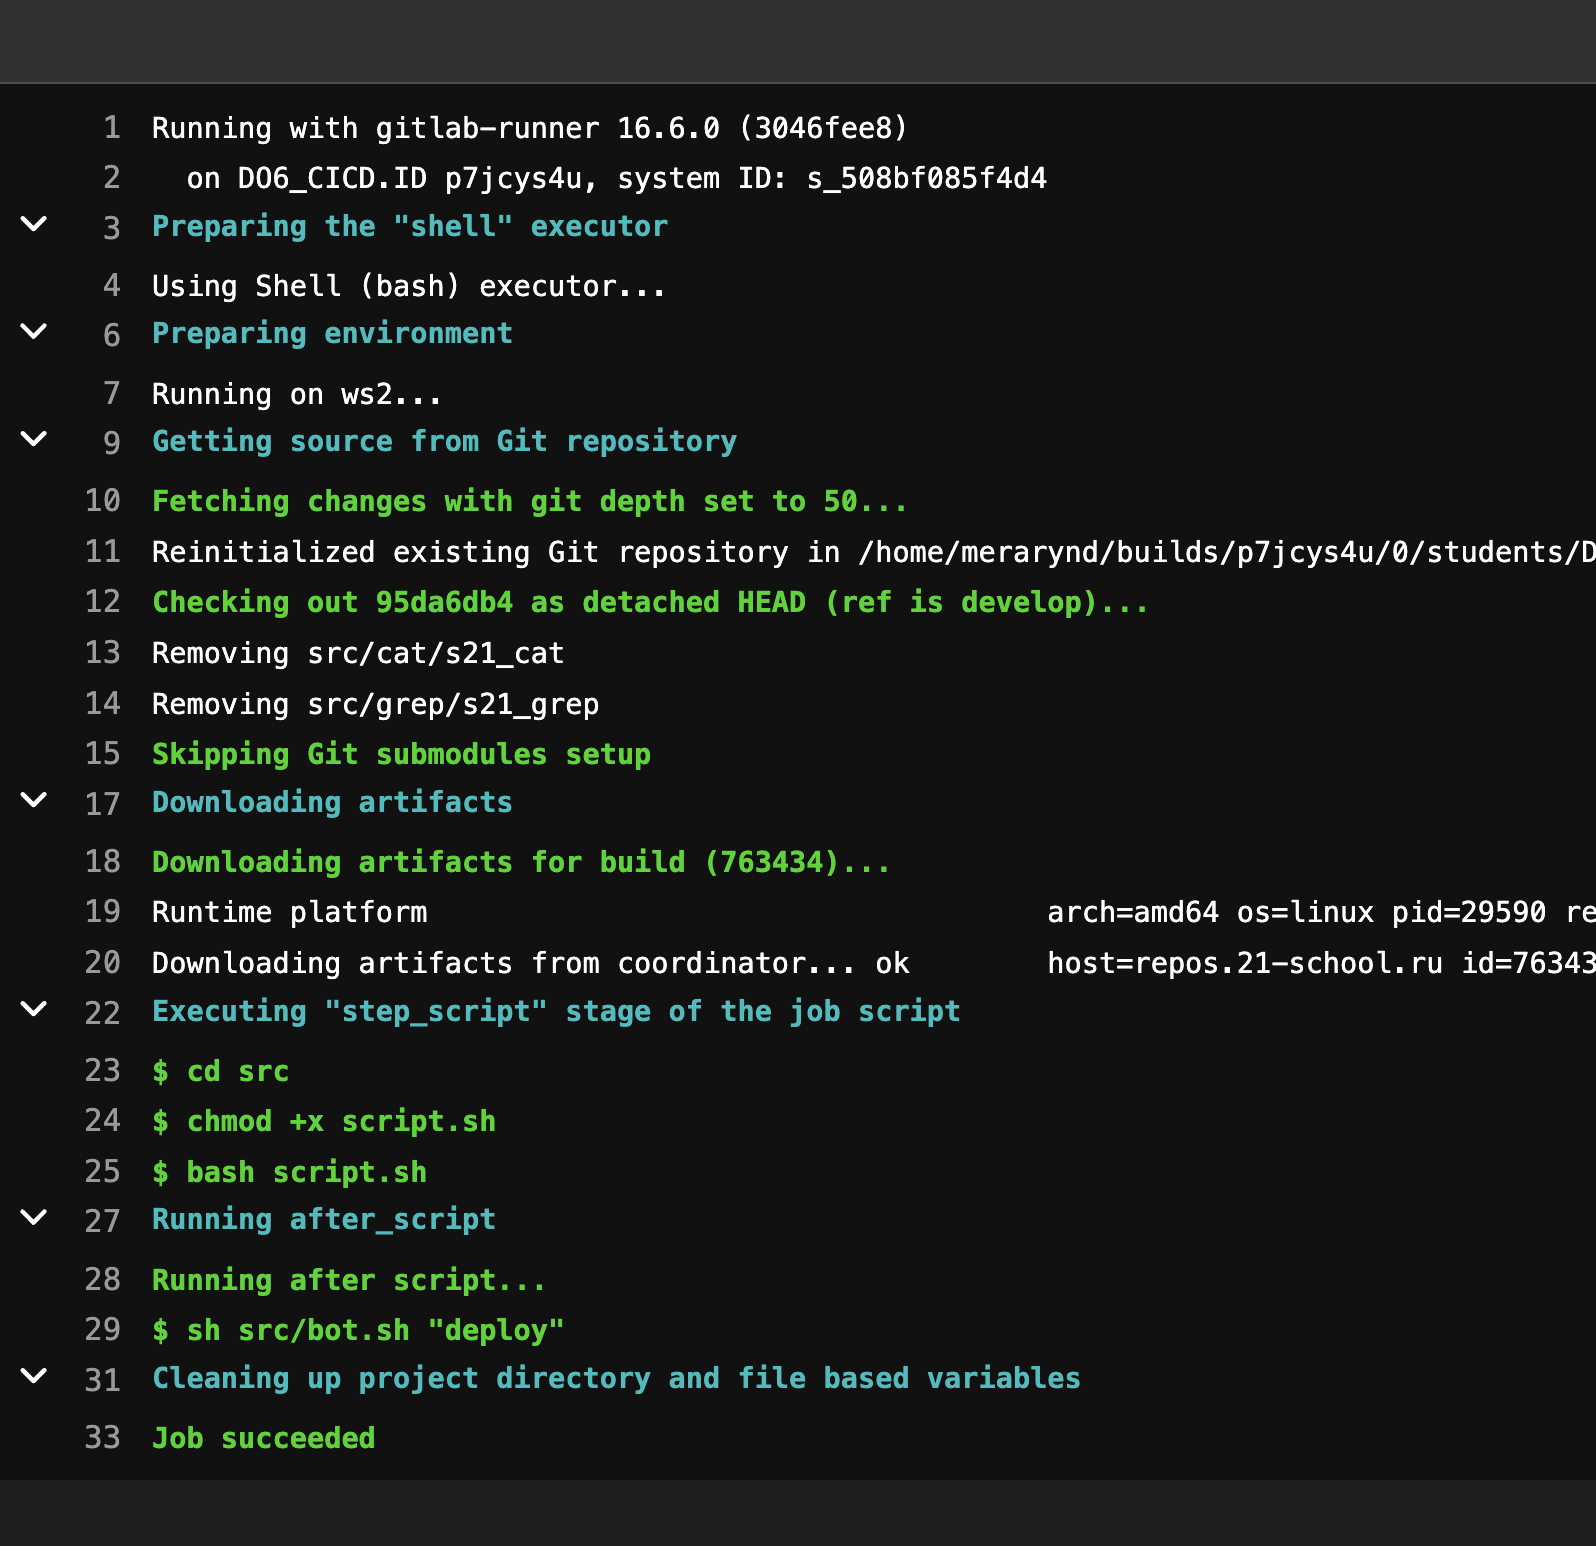 1 Running with gitlab-runner 16.6.0 (3046fee8)
2 on DO6_CICD.ID p7jcys4u, system ID: s_508bf085f4d4
3 Preparing the "shell" executor
4 Using Shell (bash) executor...
6 Preparing environment
7 Running on ws2...
9 Getting source from Git repository
10 Fetching changes with git depth set to 50...
11 Reinitialized existing Git repository in /home/merarynd/builds/p7jcys4u/0/students/D
12 Checking out 95da6db4 as detached HEAD (ref is develop)...
13 Removing src/cat/s21_cat
14 Removing src/grep/s21_grep
15 Skipping Git submodules setup
17 Downloading artifacts
18 Downloading artifacts for build (763434)...
19 Runtime platform arch=amd64 os=linux pid=29590 re
20 Downloading artifacts from coordinator... ok host=repos.21-school.ru id=76343
22 Executing "step_script" stage of the job script
23 $ cd src
24 $ chmod +x script.sh
25 $ bash script.sh
27 Running after_script
28 Running after script...
29 $ sh src/bot.sh "deploy"
31 Cleaning up project directory and file based variables
33 Job succeeded